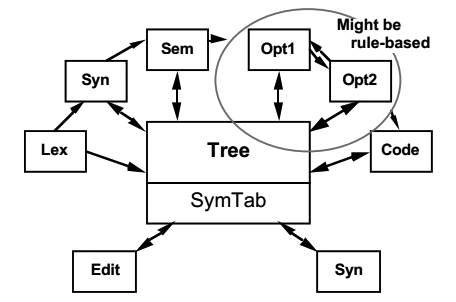 Might be
rule-based
Sem
Opt1
Syn
Opt2
Lex
Tree
Code
SymTab
Edit
Syn